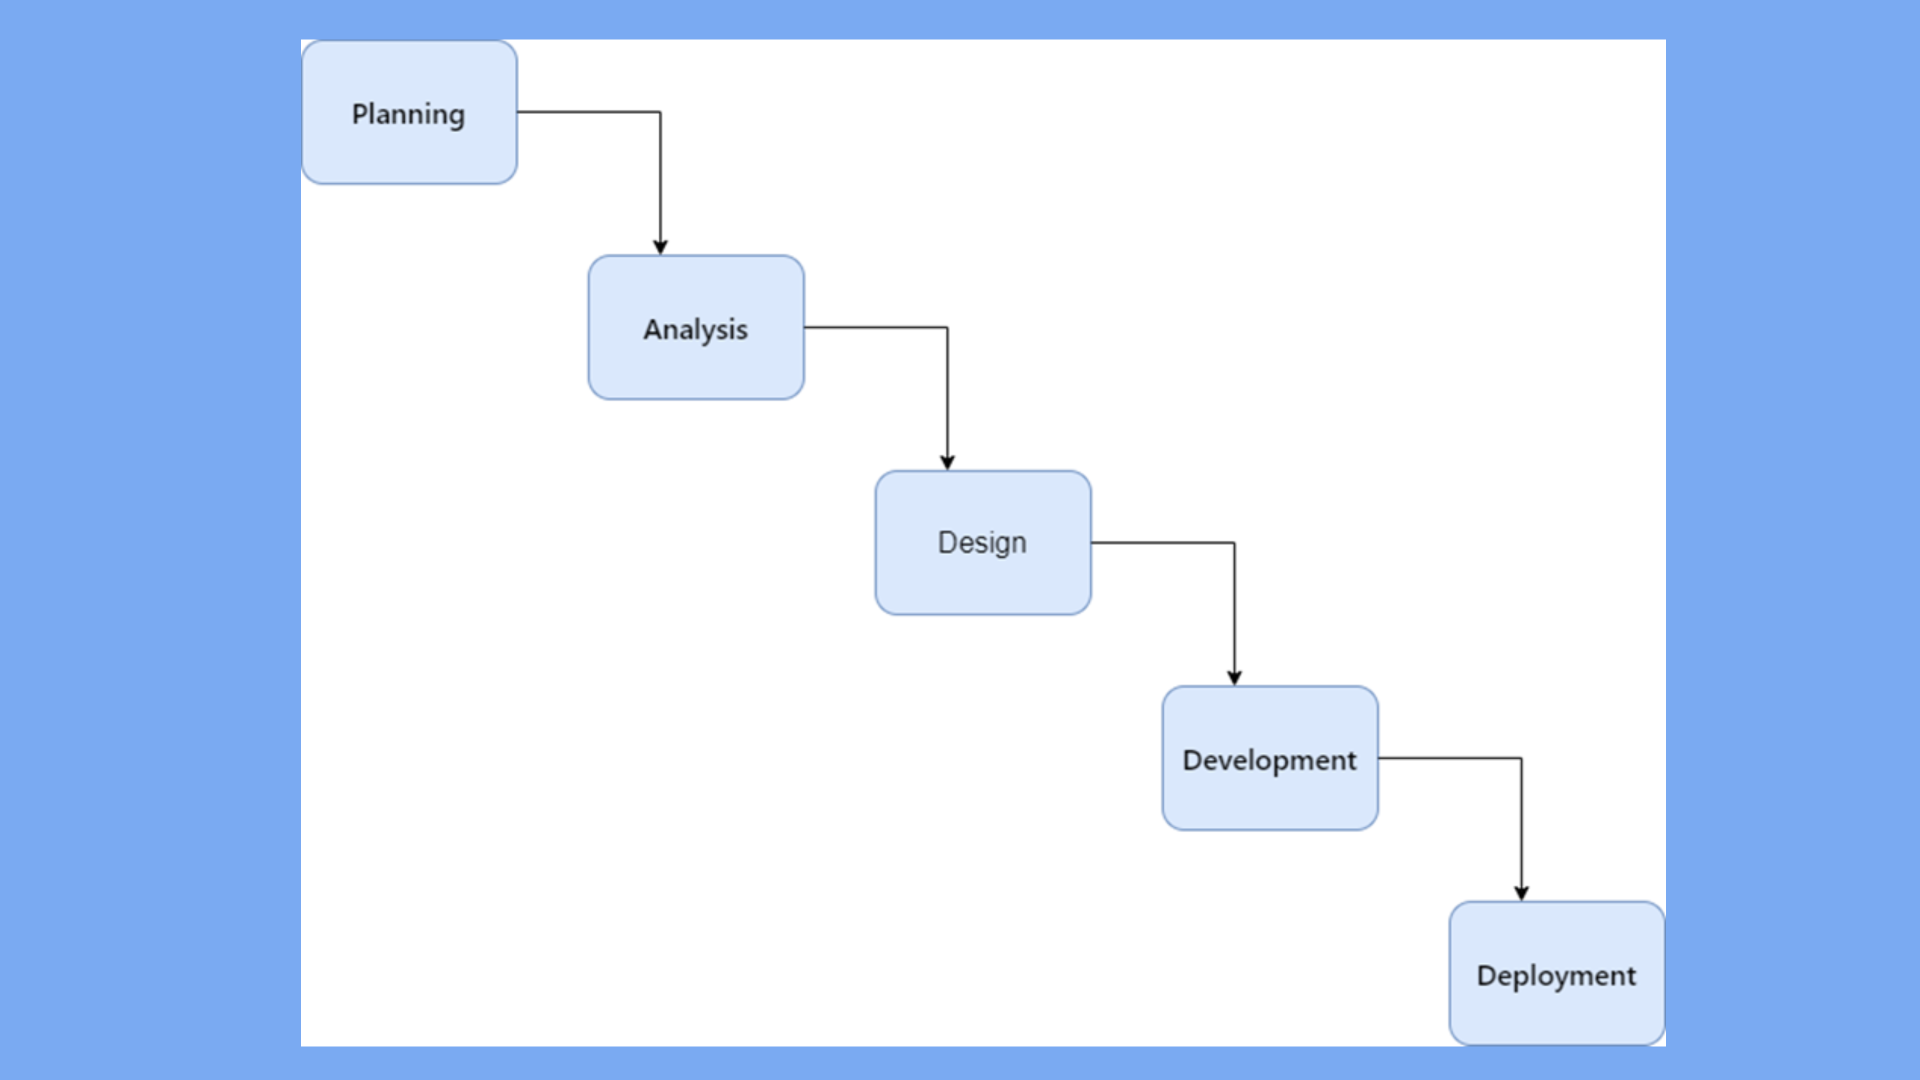 Planning
Analysis
Design
Development
Deployment